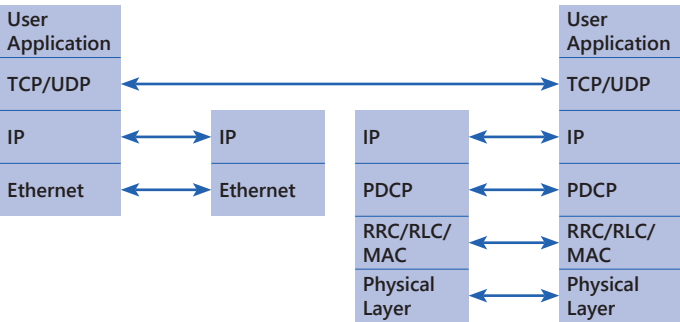 User
Application
TCP/UDP
IP
Ethernet
IP
Ethernet
IP
PDCP
RRC/RLC/
MAC
Physical
Layer
User
Application
TCP/UDP
IP
PDCP
RRC/RLC/
MAC
Physical
Layer